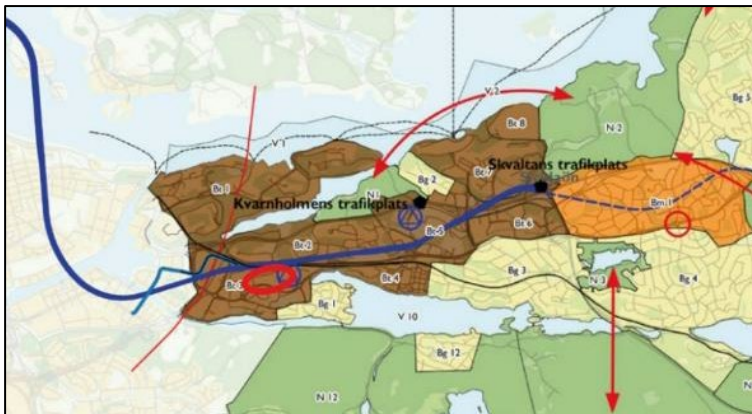 V 2
Bc 8
Bg 5
V 1
N 2
Bc 7
Skvaltans trafikplats
Bc 1
Bg 2
N1
Kvarnholmens trafikplats
Bm 1
Bc 2
Bc 5
Bc 6
Bc 3
Bc 4
Bg 3
N 3
Bg 4
Bg 1
V 10
Bg 12
N 12